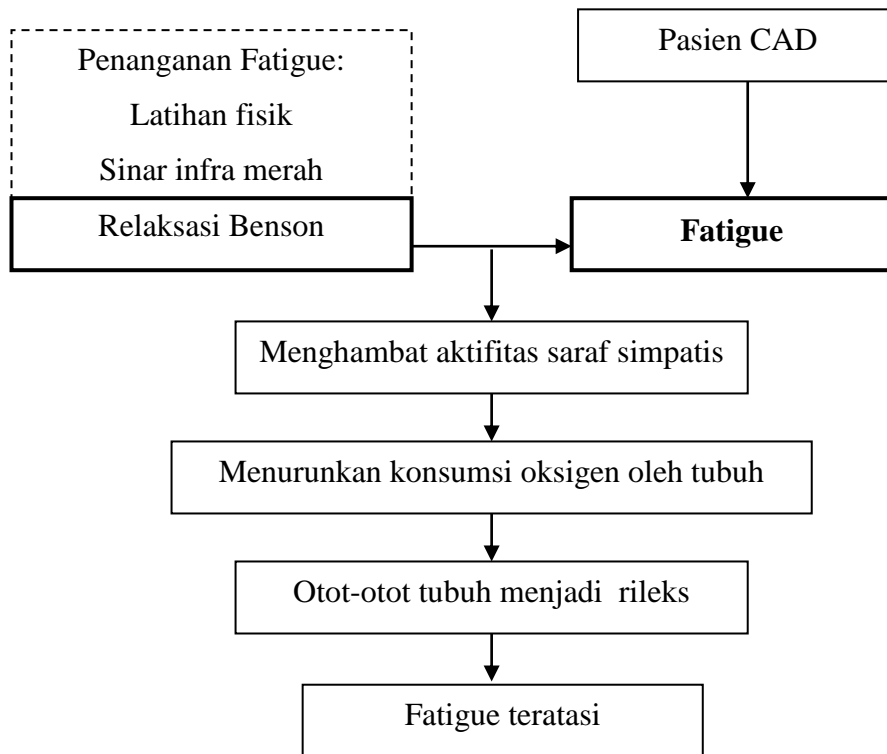 Penanganan Fatigue:
Latihan fisik
Sinar infra merah
Relaksasi Benson
Pasien CAD
Fatigue
Menghambat aktifitas saraf simpatis
Menurunkan konsumsi oksigen oleh tubuh
Otot-otot tubuh menjadi rileks
Fatigue teratasi